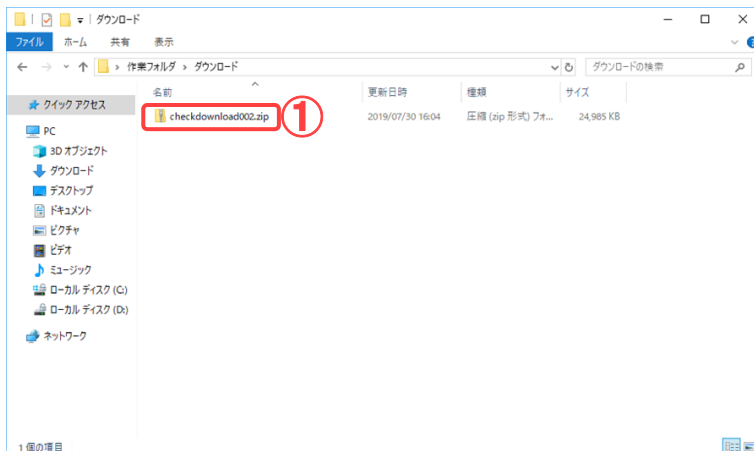 ダウンロード
ファイル ホーム 共有 表示
作業フォルダ › ダウンロード ダウンロードの検索
名前 更新日時 種類 サイズ
クイック アクセス
checkdownload002.zip ① 2019/07/30 16:04 圧縮 (zip 形式) フォ... 24,985 KB
PC
3D オブジェクト
ダウンロード
デスクトップ
ドキュメント
ピクチャ
ビデオ
ミュージック
ローカル ディスク (C:)
ローカル ディスク (D:)
ネットワーク
1 個の項目